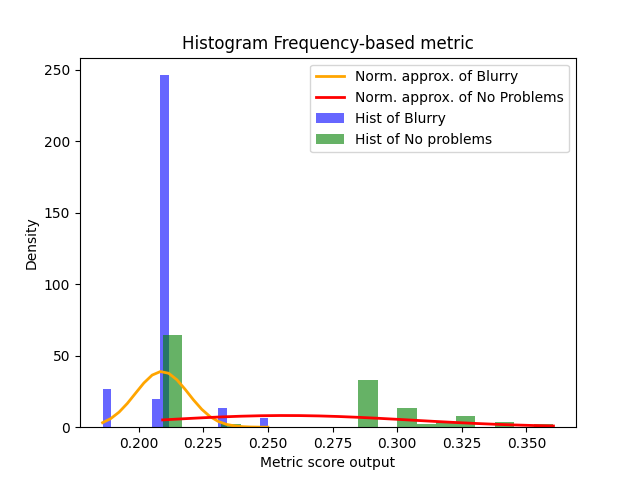 Histogram Frequency-based metric
Norm. approx. of Blurry
Norm. approx. of No Problems
Hist of Blurry
Hist of No problems
250
200
150
100
50
0
Density
0.200 0.225 0.250 0.275 0.300 0.325 0.350
Metric score output